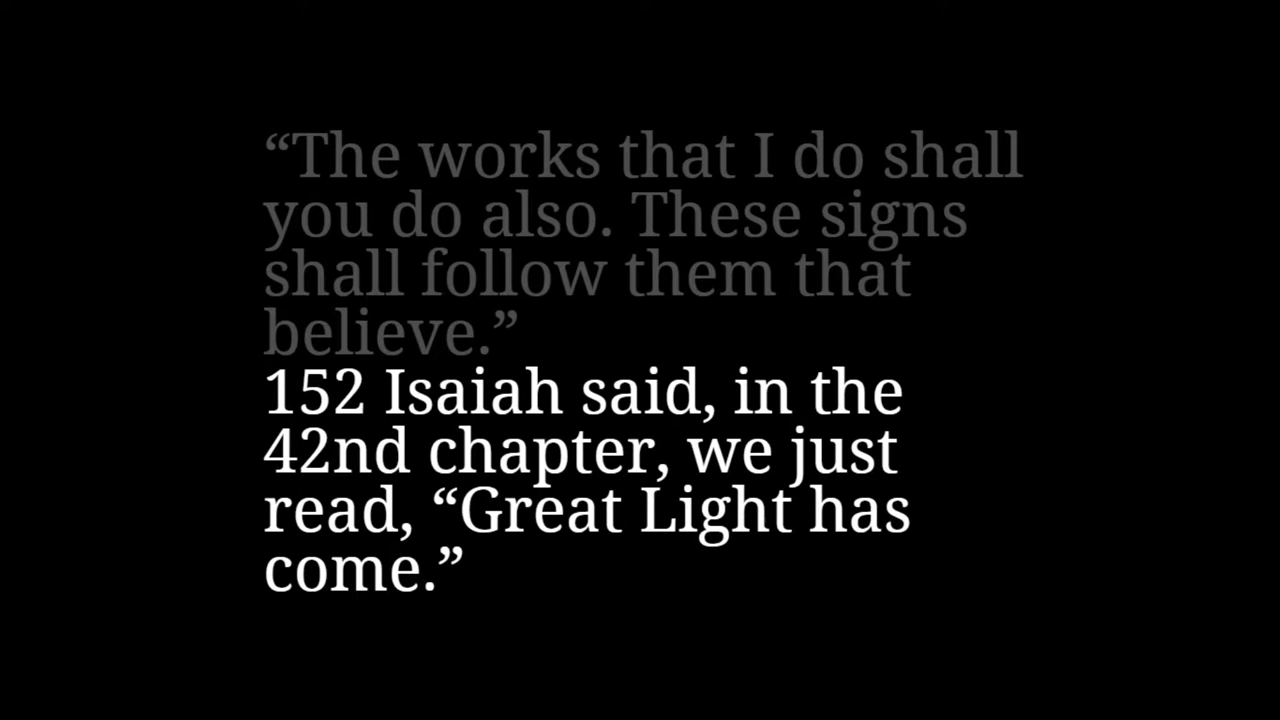 “The works that I do shall
you do also. These signs
shall follow them that
believe.”
152 Isaiah said, in the
42nd chapter, we just
read, “Great Light has
come.”